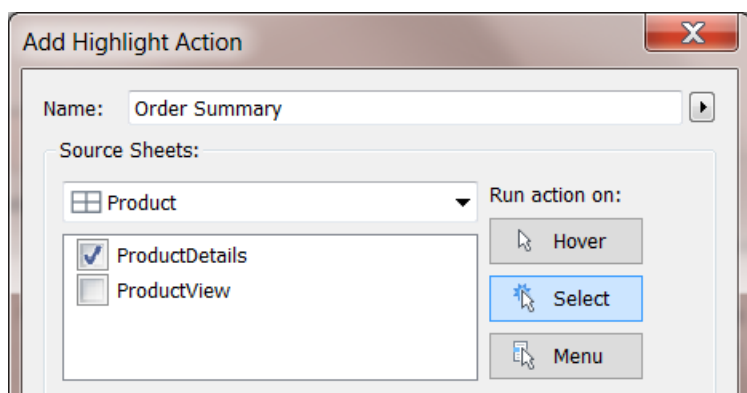 Add Highlight Action
Name: Order Summary
Source Sheets:
Product
Run action on:
ProductDetails
ProductView
Hover
Select
Menu